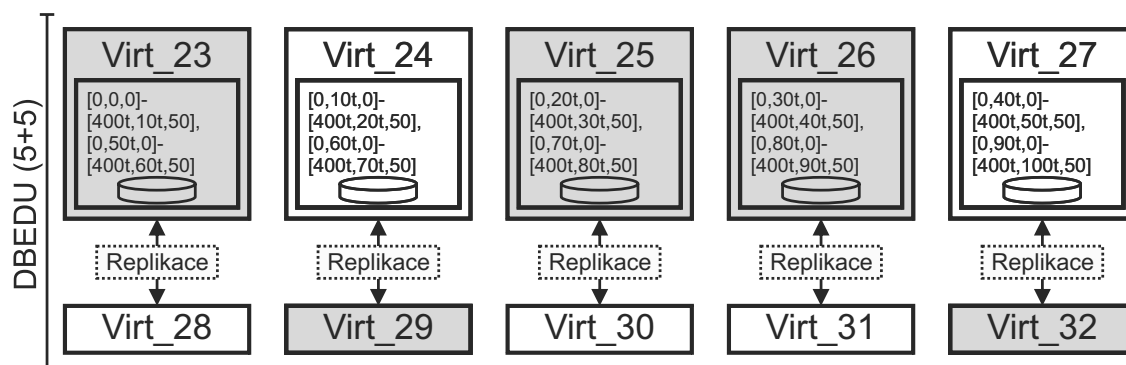 DBEDU (5+5)
Virt_23
[0,0,0]-
[400t,10t,50],
[0,50t,0]-
[400t,60t,50]
Replikace
Virt_28
Virt_24
[0,10t,0]-
[400t,20t,50],
[0,60t,0]-
[400t,70t,50]
Replikace
Virt_29
Virt_25
[0,20t,0]-
[400t,30t,50],
[0,70t,0]-
[400t,80t,50]
Replikace
Virt_30
Virt_26
[0,30t,0]-
[400t,40t,50],
[0,80t,0]-
[400t,90t,50]
Replikace
Virt_31
Virt_27
[0,40t,0]-
[400t,50t,50],
[0,90t,0]-
[400t,100t,50]
Replikace
Virt_32